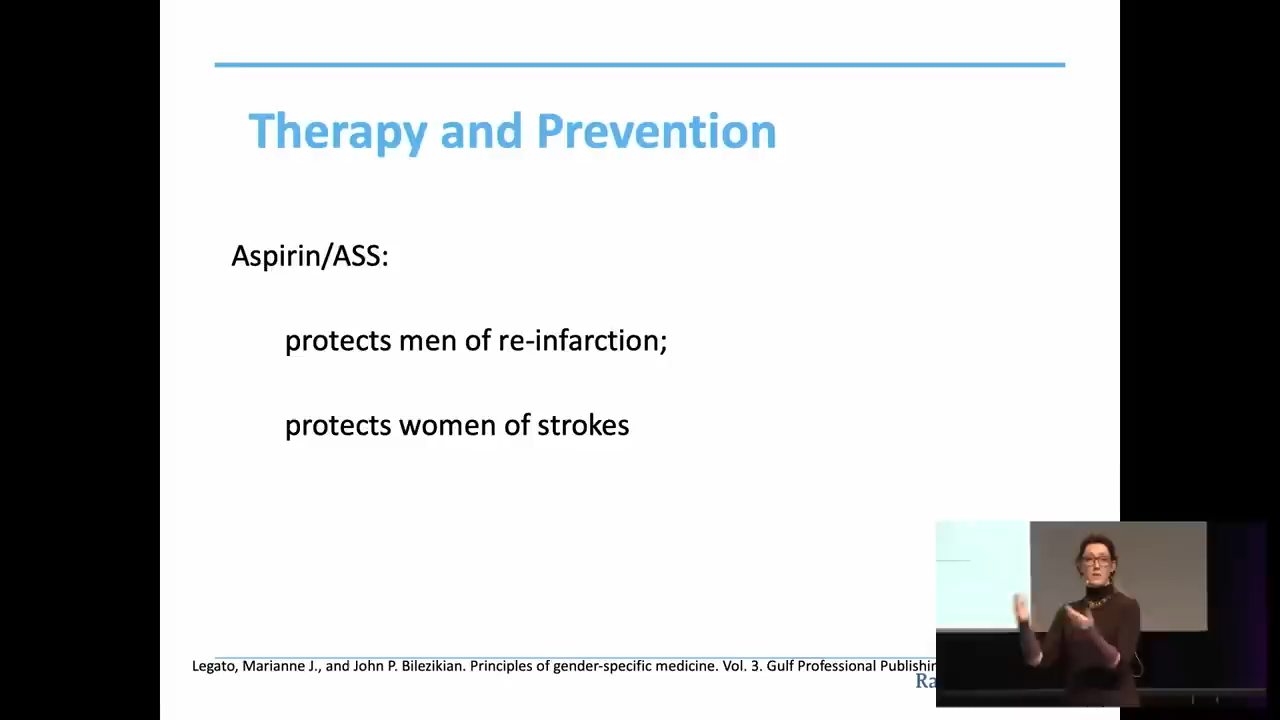 Therapy and Prevention
Aspirin/ASS:
protects men of re-infarction;
protects women of strokes
Legato, Marianne J., and John P. Bilezikian. Principles of gender-specific medicine. Vol. 3. Gulf Professional